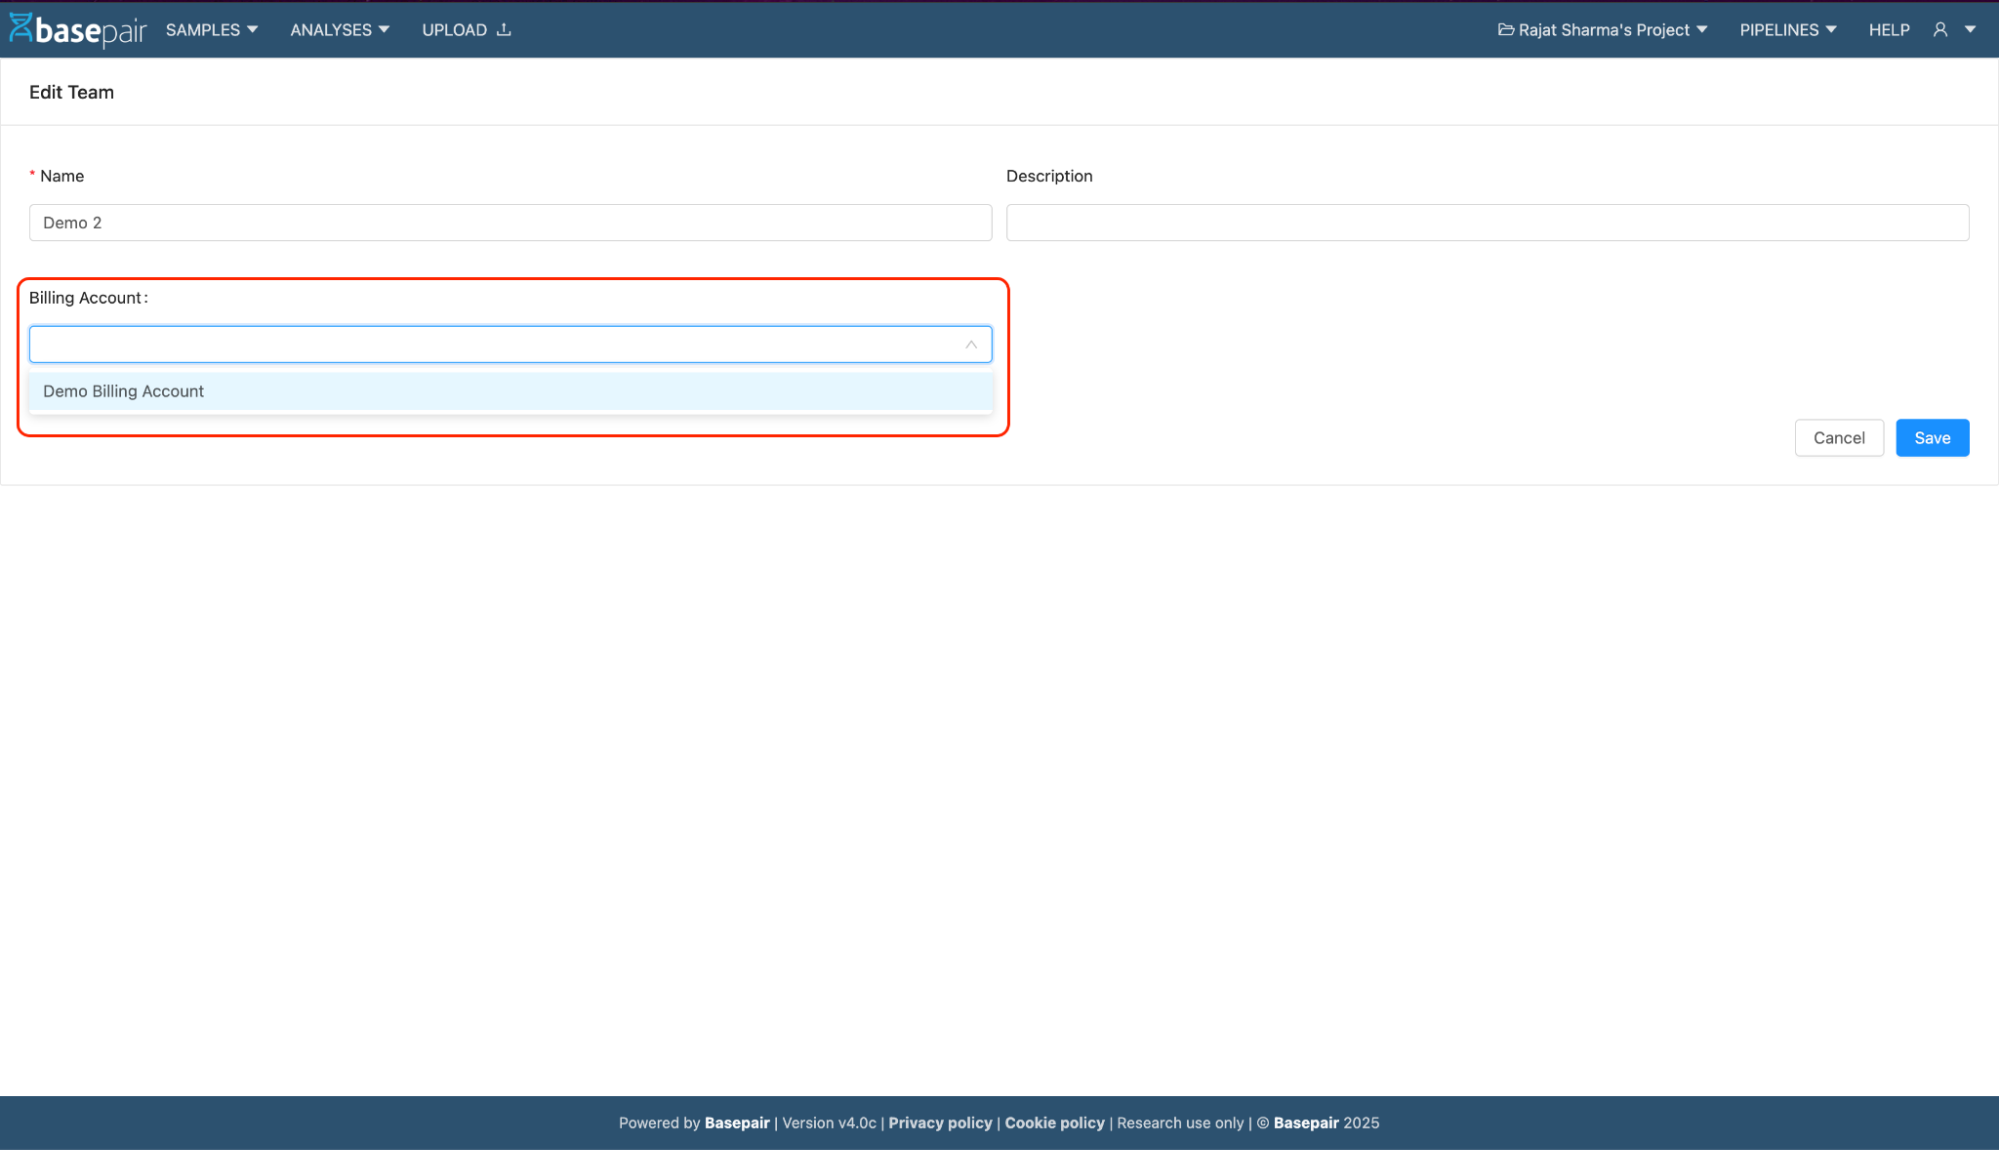 basepair SAMPLES ANALYSES UPLOAD Rajat Sharma's Project PIPELINES HELP
Edit Team
* Name Description
Demo 2
Billing Account :
Demo Billing Account
Cancel Save
Powered by Basepair | Version v4.0c | Privacy policy | Cookie policy | Research use only | © Basepair 2025